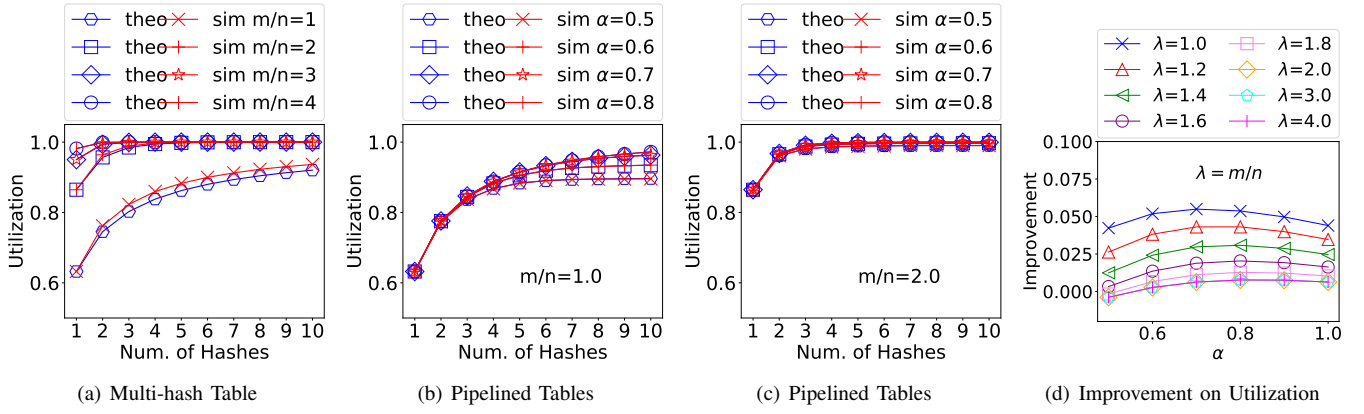 theo sim m/n=1
theo sim m/n=2
theo sim m/n=3
theo sim m/n=4
1.0
0.8
0.6
Utilization
1 2 3 4 5 6 7 8 9 10
Num. of Hashes
(a) Multi-hash Table
theo sim α=0.5
theo sim α=0.6
theo sim α=0.7
theo sim α=0.8
1.0
0.8
0.6
Utilization
m/n=1.0
1 2 3 4 5 6 7 8 9 10
Num. of Hashes
(b) Pipelined Tables
theo sim α=0.5
theo sim α=0.6
theo sim α=0.7
theo sim α=0.8
1.0
0.8
0.6
Utilization
m/n=2.0
1 2 3 4 5 6 7 8 9 10
Num. of Hashes
(c) Pipelined Tables
λ=1.0 λ=1.8
λ=1.2 λ=2.0
λ=1.4 λ=3.0
λ=1.6 λ=4.0
0.100
0.075
0.050
0.025
0.000
Improvement
λ = m/n
0.6 0.8 1.0
α
(d) Improvement on Utilization